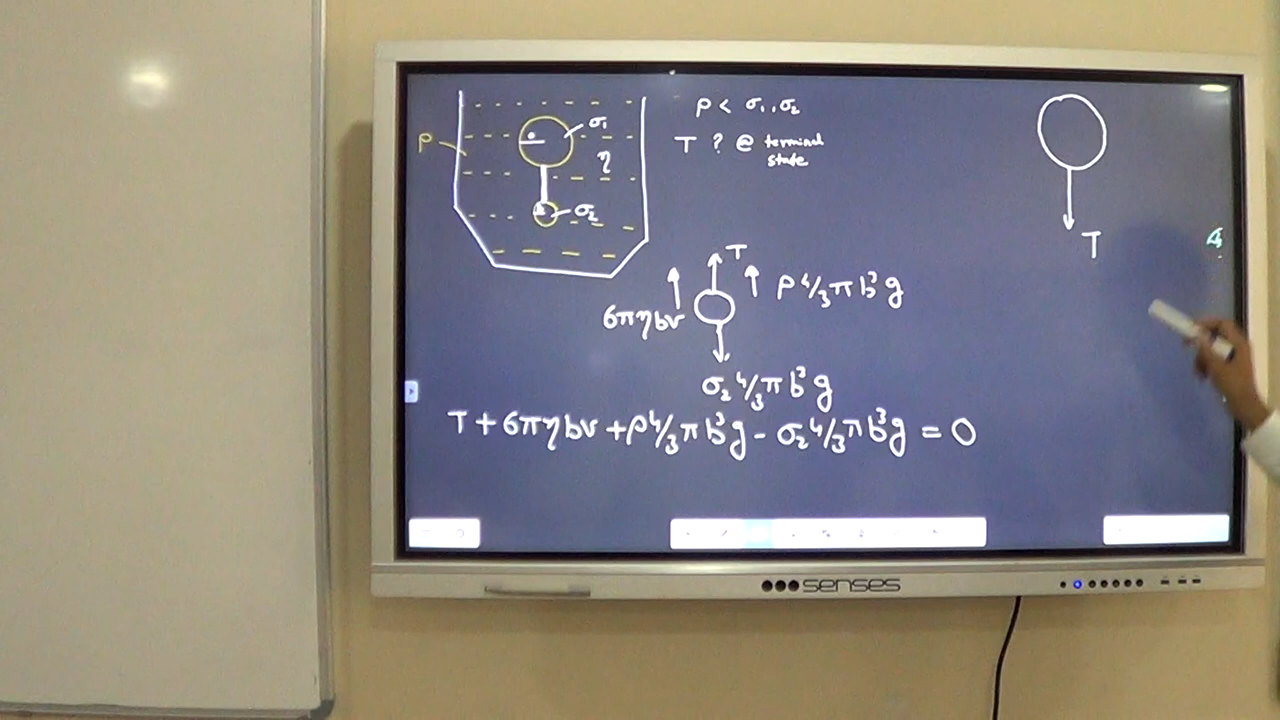 ρ < σ₁, σ₂
T ? @ terminal state
ρ
a
σ₁
η
b
σ₂
T
6πηbv
ρ 4/3 π b³ g
σ₂ 4/3 π b³ g
T + 6πηbv + ρ 4/3 π b³ g - σ₂ 4/3 π b³ g = 0
T
senses